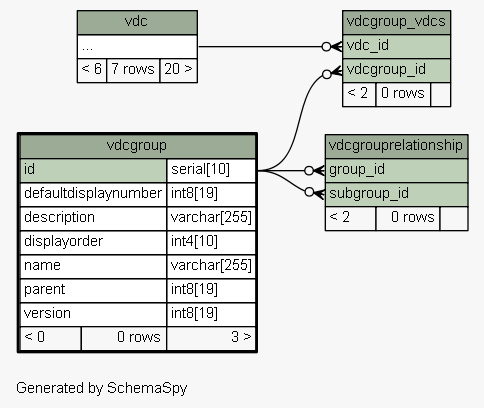 vdc
...
< 6 7 rows 20 >
vdcgroup_vdcs
vdc_id
vdcgroup_id
< 2 0 rows
vdcgroup
id serial[10]
defaultdisplaynumber int8[19]
description varchar[255]
displayorder int4[10]
name varchar[255]
parent int8[19]
version int8[19]
< 0 0 rows 3 >
vdcgrouprelationship
group_id
subgroup_id
< 2 0 rows
Generated by SchemaSpy